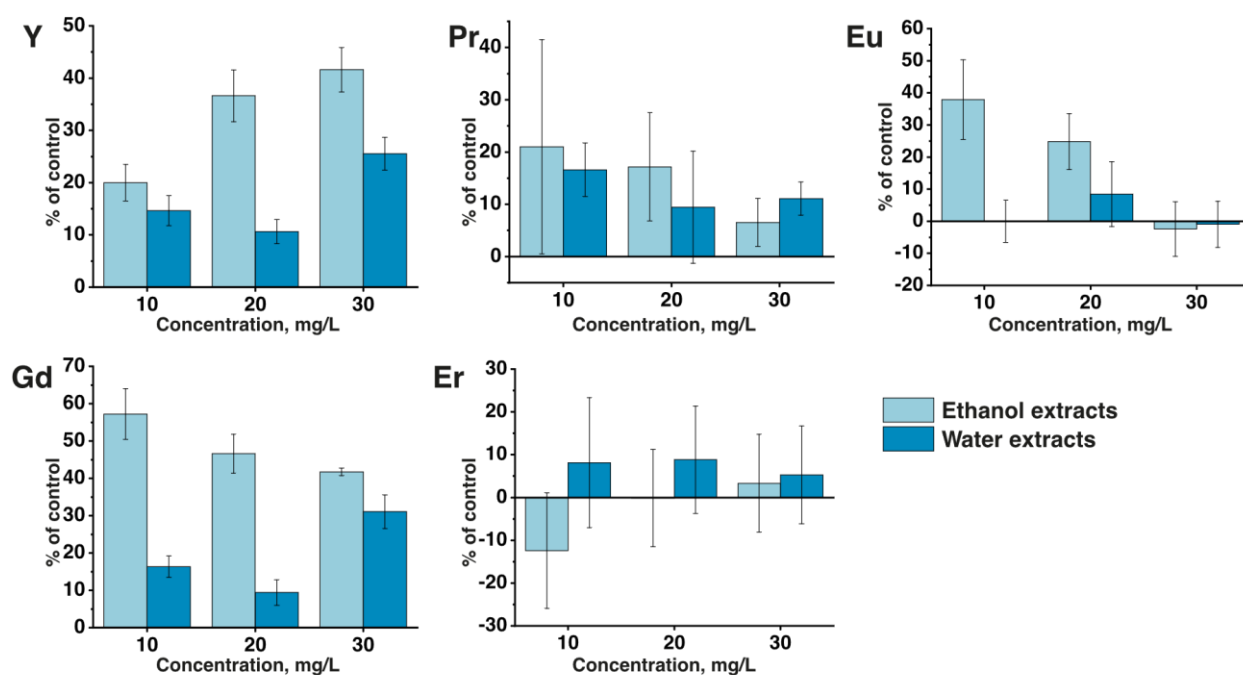 Y
% of control
50
40
30
20
10
0
10 20 30
Concentration, mg/L
Pr
% of control
40
30
20
10
0
10 20 30
Concentration, mg/L
Eu
% of control
60
50
40
30
20
10
0
-10
-20
10 20 30
Concentration, mg/L
Gd
% of control
70
60
50
40
30
20
10
0
10 20 30
Concentration, mg/L
Er
% of control
30
20
10
0
-10
-20
-30
10 20 30
Concentration, mg/L
Ethanol extracts
Water extracts